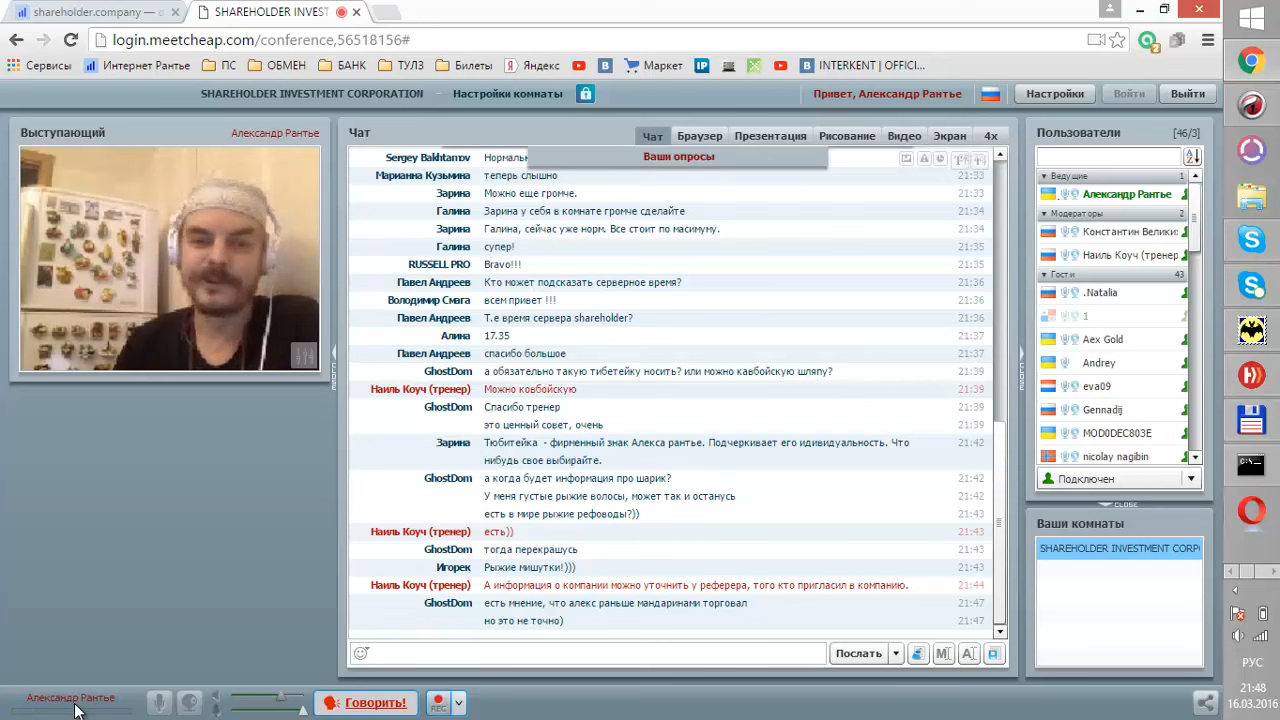 shareholder.company —
SHAREHOLDER INVEST
login.meetcheap.com/conference,56518156#
Сервисы
Интернет Рантье
ПС
ОБМЕН
БАНК
ТУЛЗ
Билеты
Яндекс
Маркет
INTERKENT | OFFICI...
SHAREHOLDER INVESTMENT CORPORATION
Настройки комнаты
Привет, Александр Рантье
Настройки
Войти
Выйти
Выступающий
Александр Рантье
Чат
Чат Браузер Презентация Рисование Видео Экран 4x
Ваши опросы
Sergey Bakhtamov Нормальн
Марианна Кузьмина теперь слышно 21:33
Зарина Можно еще громче. 21:33
Галина Зарина у себя в комнате громче сделайте 21:34
Зарина Галина, сейчас уже норм. Все стоит по масимуму. 21:34
Галина супер! 21:35
RUSSELL PRO Bravo!!! 21:35
Павел Андреев Кто может подсказать серверное время? 21:36
Володимир Смага всем привет !!! 21:36
Павел Андреев Т.е время сервера shareholder? 21:36
Алина 17.35 21:37
Павел Андреев спасибо большое 21:37
GhostDom а обязательно такую тибетейку носить? или можно кавбойскую шляпу? 21:39
Наиль Коуч (тренер) Можно ковбойскую 21:39
GhostDom Спасибо тренер 21:39
это ценный совет, очень 21:39
Зарина Тюбитейка - фирменный знак Алекса рантье. Подчеркивает его идивидуальность. Что 21:42
нибудь свое выбирайте.
GhostDom а когда будет информация про шарик? 21:42
У меня густые рыжие волосы, может так и останусь 21:42
есть в мире рыжие рефоводы?)) 21:43
Наиль Коуч (тренер) есть)) 21:43
GhostDom тогда перекрашусь 21:43
Игорек Рыжие мишутки!))) 21:43
Наиль Коуч (тренер) А информация о компании можно уточнить у реферера, того кто пригласил в компанию. 21:44
GhostDom есть мнение, что алекс раньше мандаринами торговал 21:47
но это не точно) 21:47
Послать
Пользователи [46/3]
Ведущие 1
Александр Рантье
Модераторы 2
Константин Велики
Наиль Коуч (тренер
Гости 43
.Natalia
1
Aex Gold
Andrey
eva09
Gennadij
MOD0DEC803E
nicolay nagibin
Подключен
CLOSE
Ваши комнаты
SHAREHOLDER INVESTMENT CORP
Александр Рантье
Говорить!
REC
РУС
21:48
16.03.2016